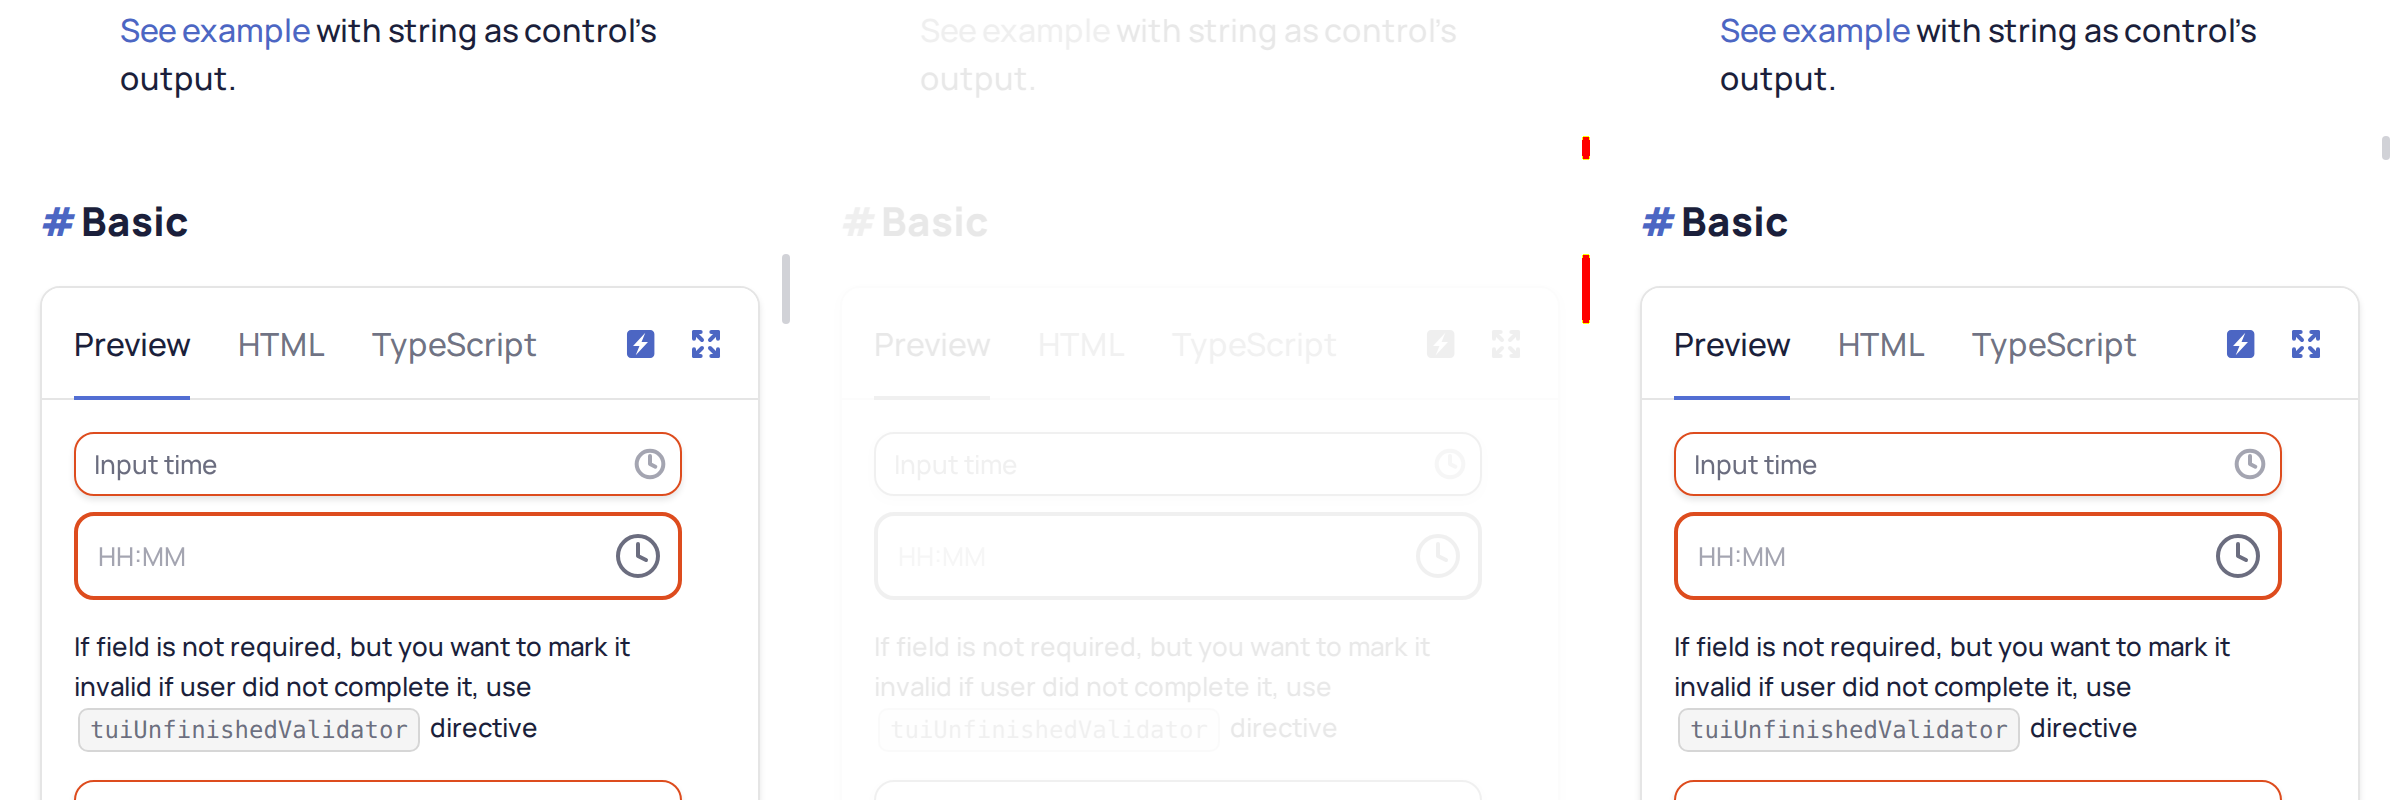 See example with string as control's
output.
# Basic
Preview HTML TypeScript
Input time
HH:MM
If field is not required, but you want to mark it
invalid if user did not complete it, use
tuiUnfinishedValidator directive
See example with string as control's
output.
# Basic
Preview HTML TypeScript
Input time
HH:MM
If field is not required, but you want to mark it
invalid if user did not complete it, use
tuiUnfinishedValidator directive
See example with string as control's
output.
# Basic
Preview HTML TypeScript
Input time
HH:MM
If field is not required, but you want to mark it
invalid if user did not complete it, use
tuiUnfinishedValidator directive